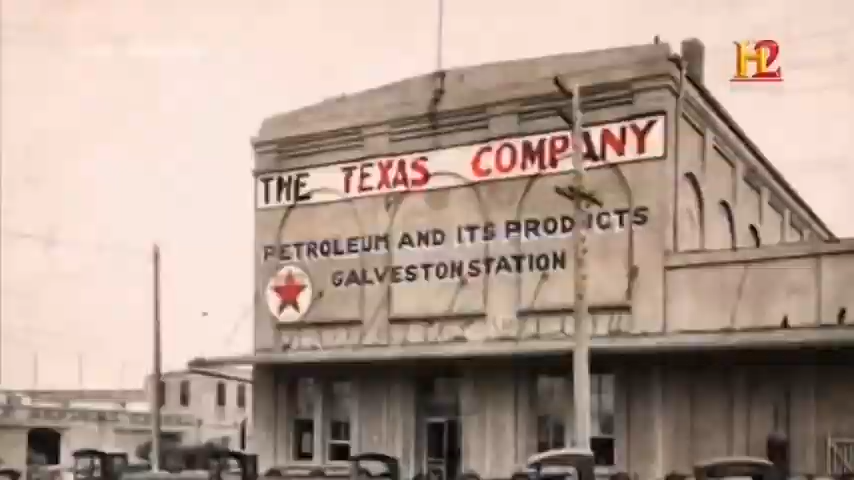 H2
THE TEXAS COMPANY
PETROLEUM AND ITS PRODUCTS
GALVESTON STATION